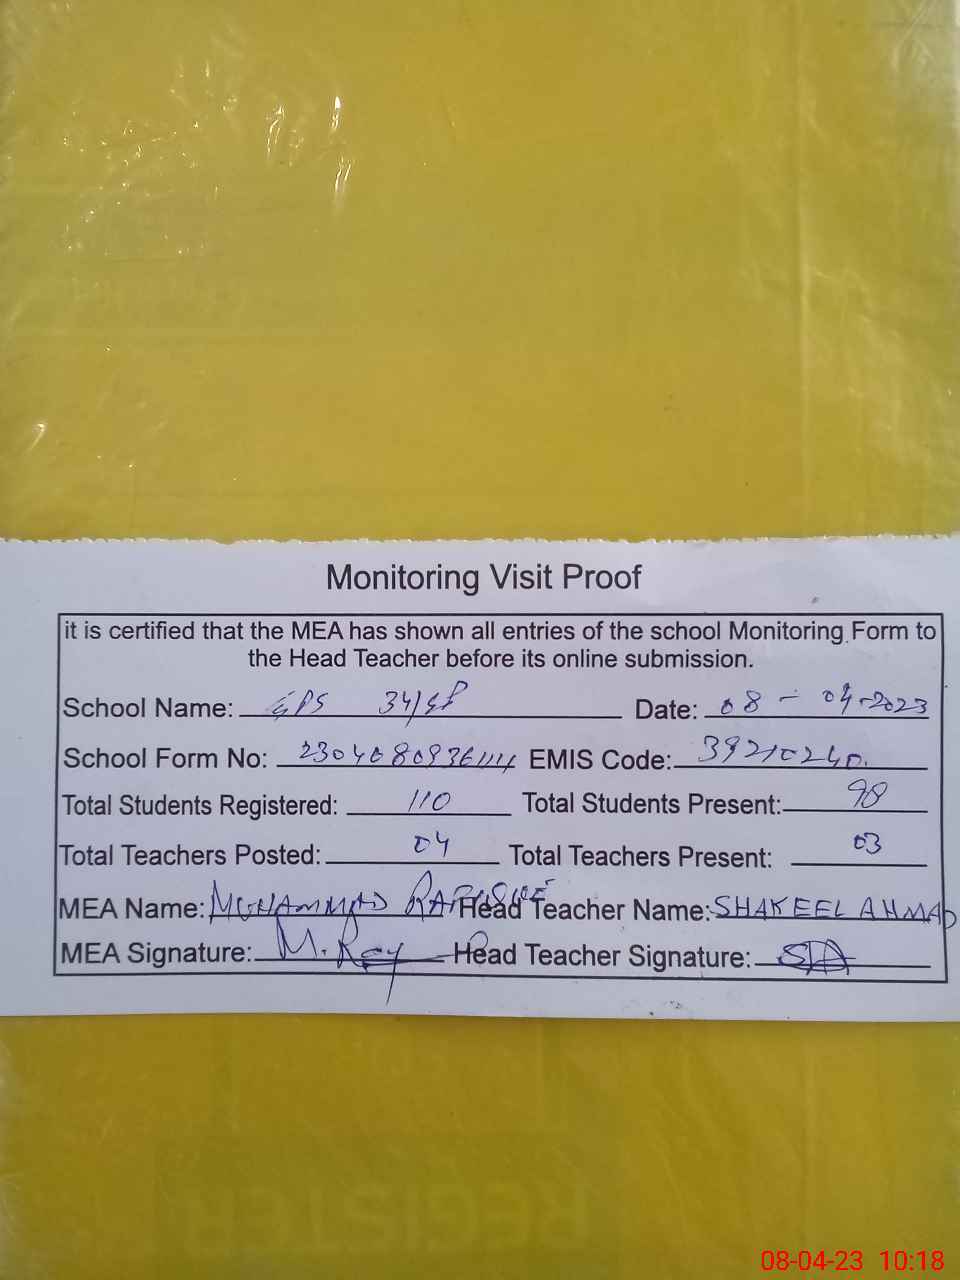 Monitoring Visit Proof
it is certified that the MEA has shown all entries of the school Monitoring Form to
the Head Teacher before its online submission.
School Name: GPS 34/SP Date: 08 - 04-2023
School Form No: EMIS Code: 39210240.
Total Students Registered: 110 Total Students Present: 98
Total Teachers Posted: 04 Total Teachers Present: 03
MEA Name: MUHAMMAD Head Teacher Name: SHAKEEL AHMAD
MEA Signature: Head Teacher Signature:
REGISTER
08-04-23 10:18